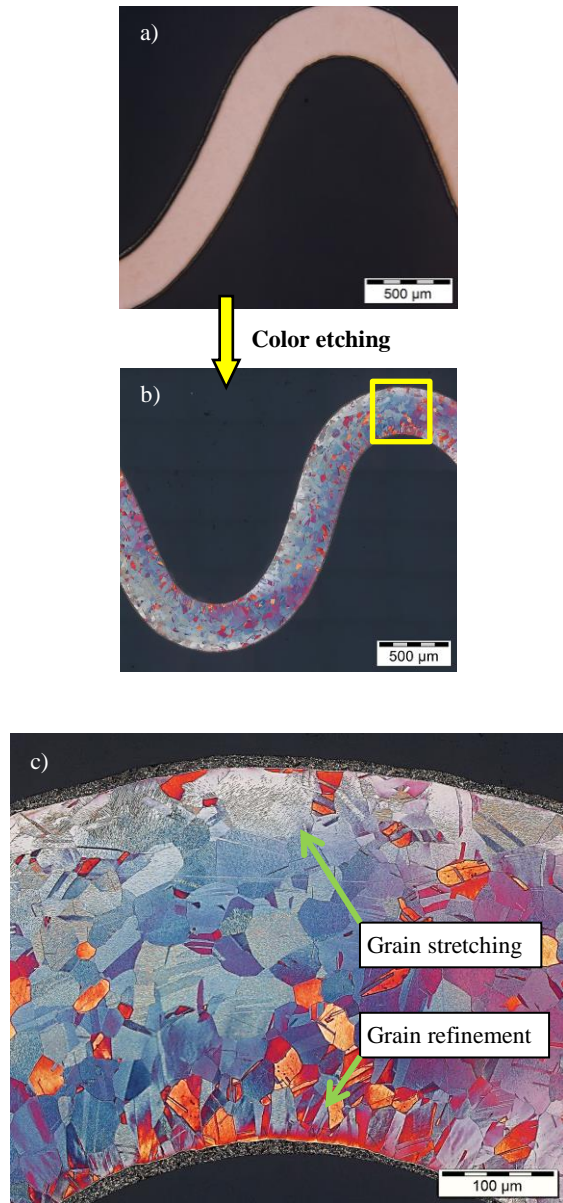 a)
500 µm
Color etching
b)
500 µm
c)
Grain stretching
Grain refinement
100 µm